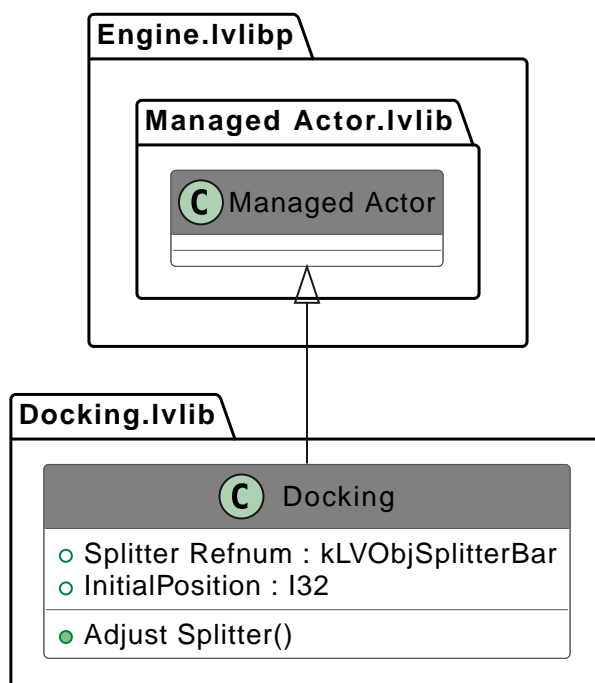 Engine.lvlibp
Managed Actor.lvlib
C Managed Actor
Docking.lvlib
C Docking
Splitter Refnum : kLVObjSplitterBar
InitialPosition : I32
Adjust Splitter()